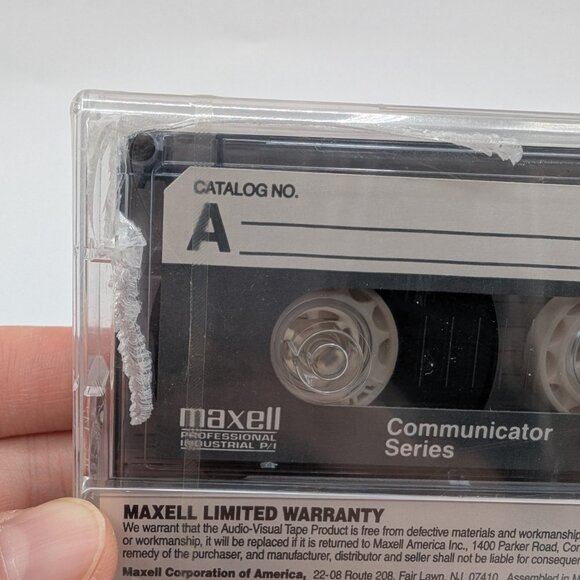 CATALOG NO.
A
maxell
PROFESSIONAL
INDUSTRIAL P/I
Communicator
Series
MAXELL LIMITED WARRANTY
We warrant that the Audio-Visual Tape Product is free from defective materials and workmanship
or workmanship, it will be replaced if it is returned to Maxell America Inc., 1400 Parker Road, Con
remedy of the purchaser, and manufacturer, distributor and seller shall not be liable for consequen
Maxell Corporation of America, 22-08 Route 208, Fair Lawn, NJ 07410 Assembled